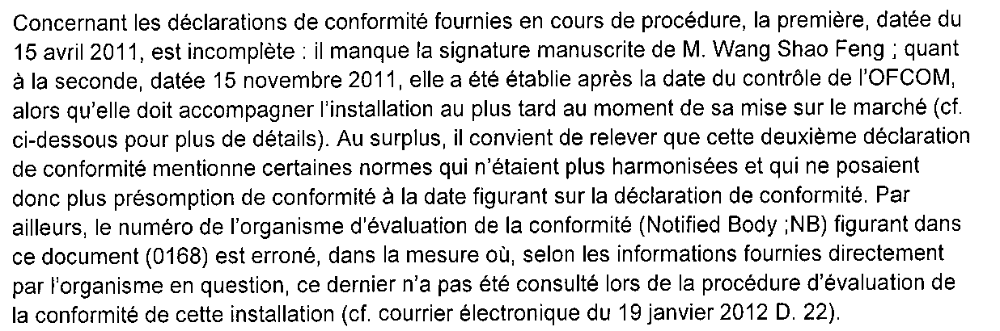 Concernant les déclarations de conformité fournies en cours de procédure, la première, datée du
15 avril 2011, est incomplète : il manque la signature manuscrite de M. Wang Shao Feng ; quant
à la seconde, datée 15 novembre 2011, elle a été établie après la date du contrôle de l'OFCOM,
alors qu'elle doit accompagner l'installation au plus tard au moment de sa mise sur le marché (cf.
ci-dessous pour plus de détails). Au surplus, il convient de relever que cette deuxième déclaration
de conformité mentionne certaines normes qui n'étaient plus harmonisées et qui ne posaient
donc plus présomption de conformité à la date figurant sur la déclaration de conformité. Par
ailleurs, le numéro de l'organisme d'évaluation de la conformité (Notified Body ;NB) figurant dans
ce document (0168) est erroné, dans la mesure où, selon les informations fournies directement
par l'organisme en question, ce dernier n'a pas été consulté lors de la procédure d'évaluation de
la conformité de cette installation (cf. courrier électronique du 19 janvier 2012 D. 22).